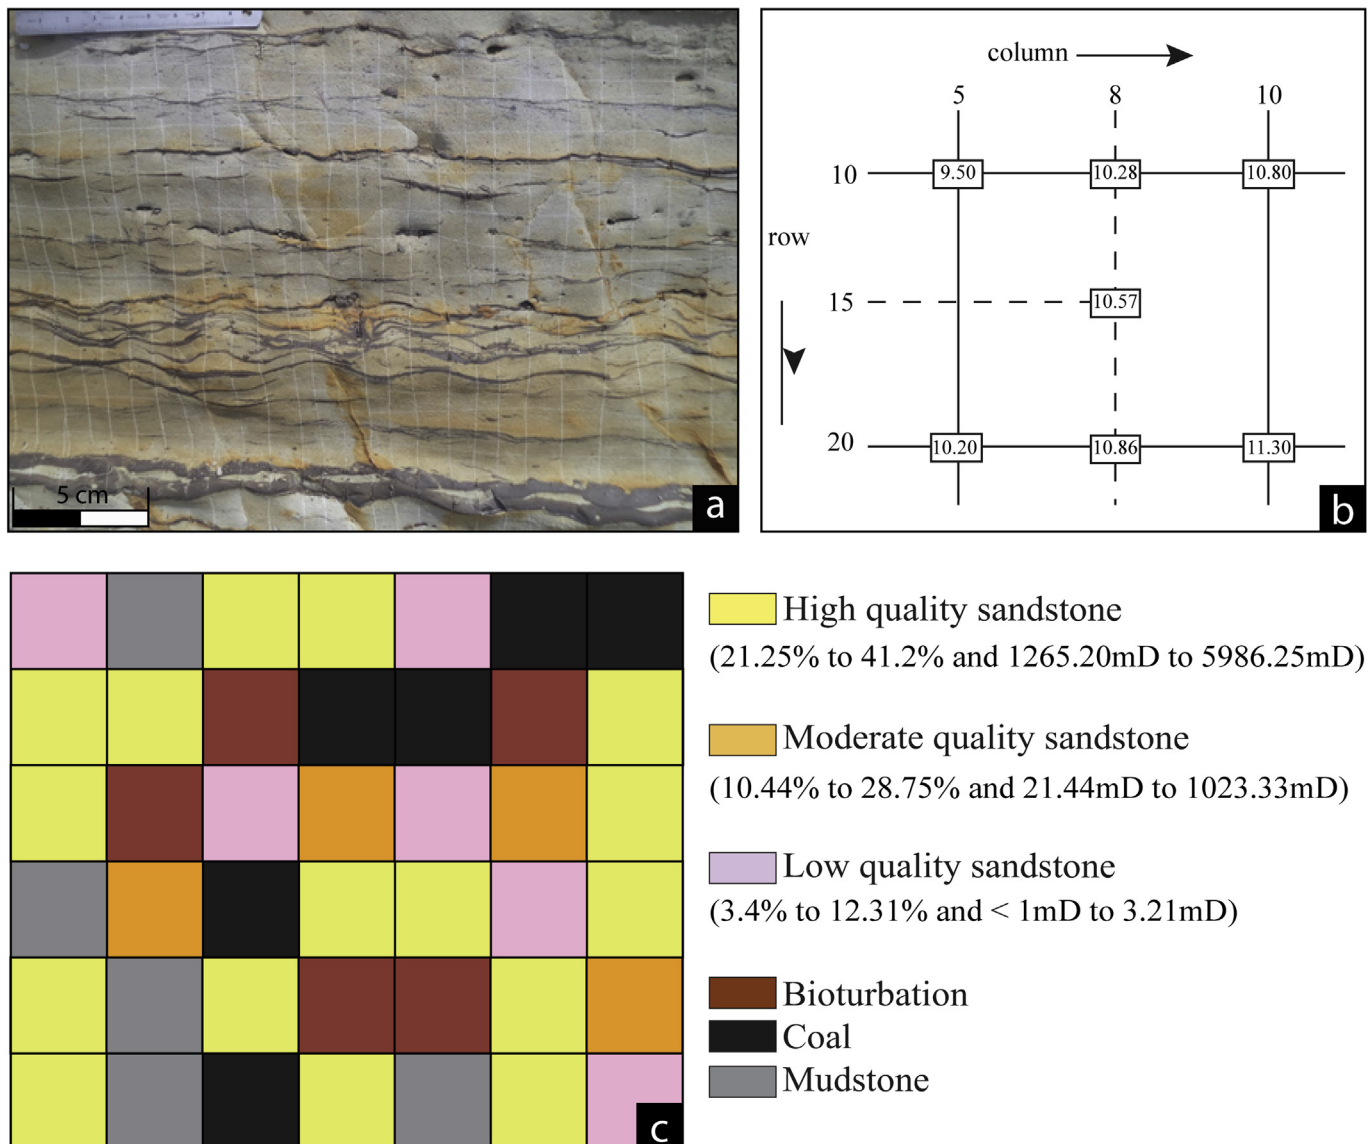 5 cm
a
column
5 8 10
10 9.50 10.28 10.80
row
15 10.57
20 10.20 10.86 11.30
b
High quality sandstone
(21.25% to 41.2% and 1265.20mD to 5986.25mD)
Moderate quality sandstone
(10.44% to 28.75% and 21.44mD to 1023.33mD)
Low quality sandstone
(3.4% to 12.31% and < 1mD to 3.21mD)
Bioturbation
Coal
Mudstone
c